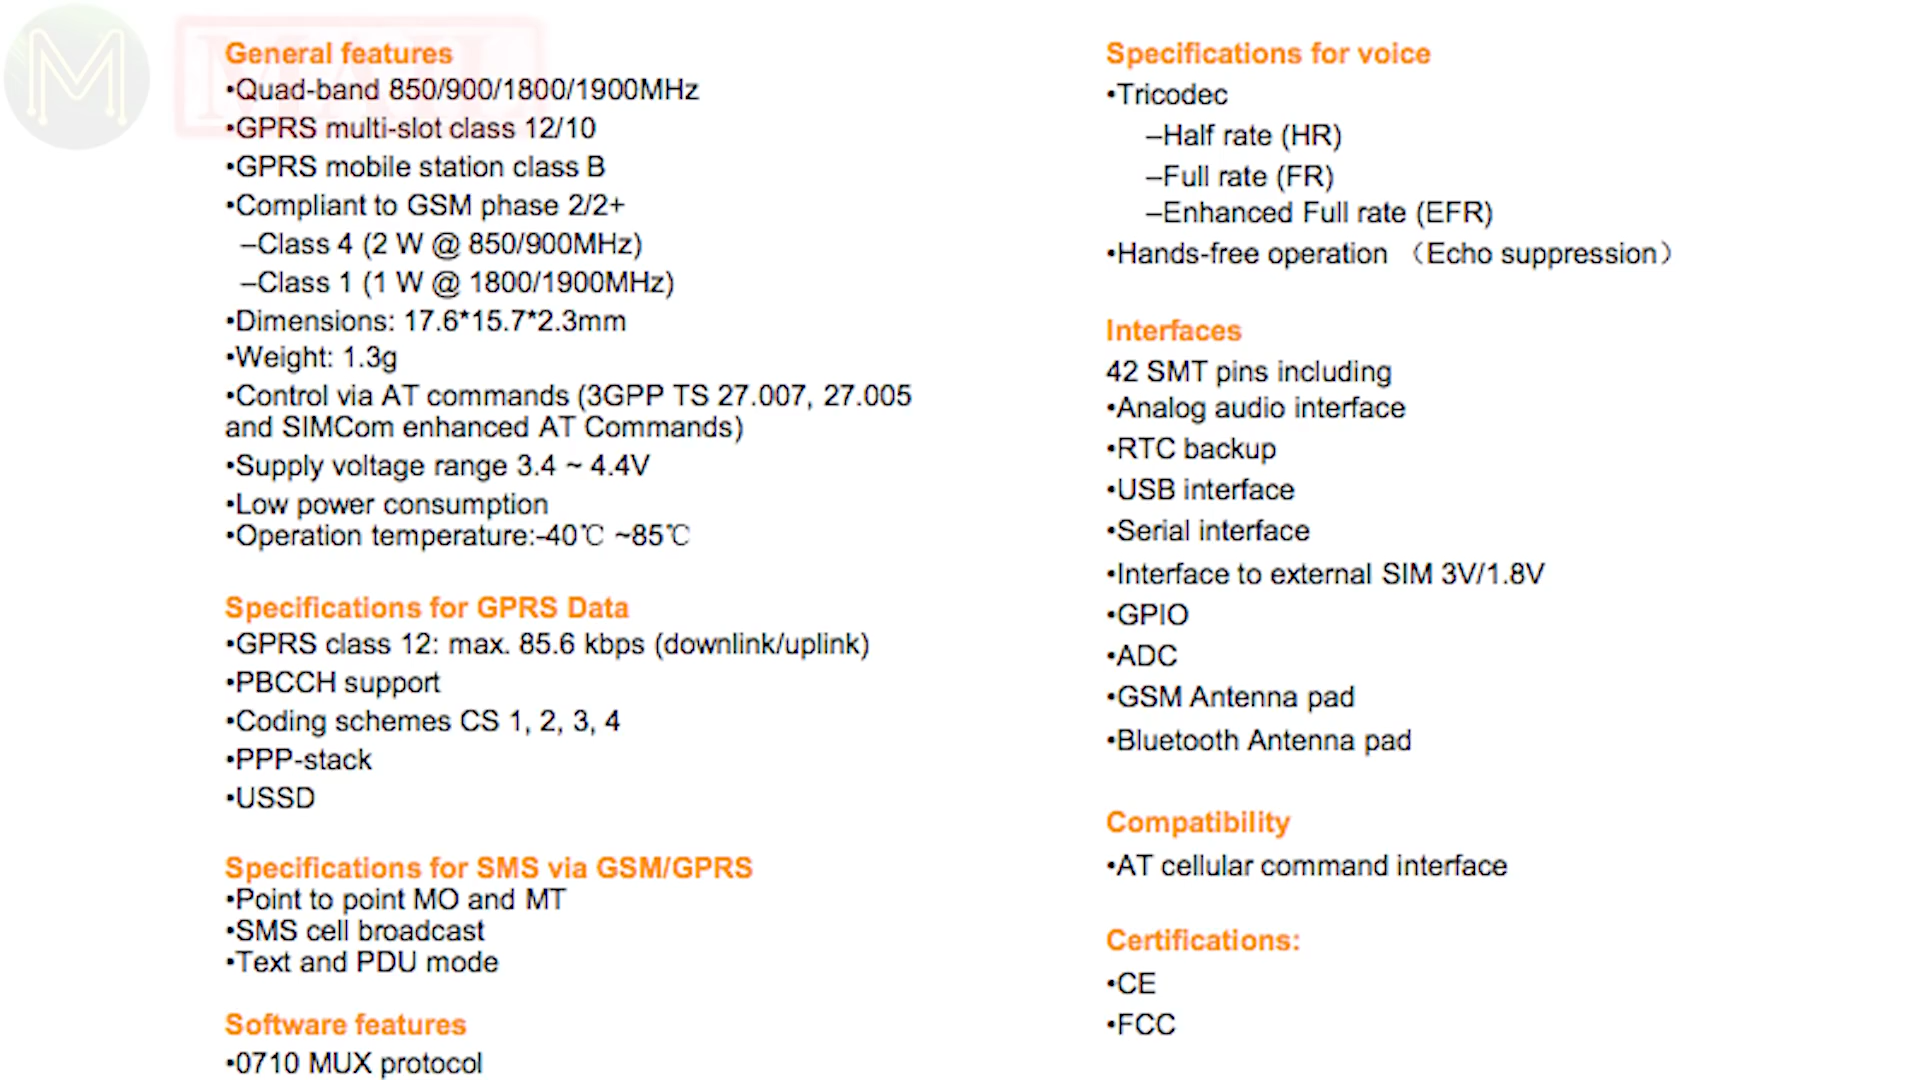 General features
•Quad-band 850/900/1800/1900MHz
•GPRS multi-slot class 12/10
•GPRS mobile station class B
•Compliant to GSM phase 2/2+
–Class 4 (2 W @ 850/900MHz)
–Class 1 (1 W @ 1800/1900MHz)
•Dimensions: 17.6*15.7*2.3mm
•Weight: 1.3g
•Control via AT commands (3GPP TS 27.007, 27.005
and SIMCom enhanced AT Commands)
•Supply voltage range 3.4 ~ 4.4V
•Low power consumption
•Operation temperature:-40℃ ~85℃
Specifications for GPRS Data
•GPRS class 12: max. 85.6 kbps (downlink/uplink)
•PBCCH support
•Coding schemes CS 1, 2, 3, 4
•PPP-stack
•USSD
Specifications for SMS via GSM/GPRS
•Point to point MO and MT
•SMS cell broadcast
•Text and PDU mode
Software features
•0710 MUX protocol
Specifications for voice
•Tricodec
–Half rate (HR)
–Full rate (FR)
–Enhanced Full rate (EFR)
•Hands-free operation （Echo suppression）
Interfaces
42 SMT pins including
•Analog audio interface
•RTC backup
•USB interface
•Serial interface
•Interface to external SIM 3V/1.8V
•GPIO
•ADC
•GSM Antenna pad
•Bluetooth Antenna pad
Compatibility
•AT cellular command interface
Certifications:
•CE
•FCC